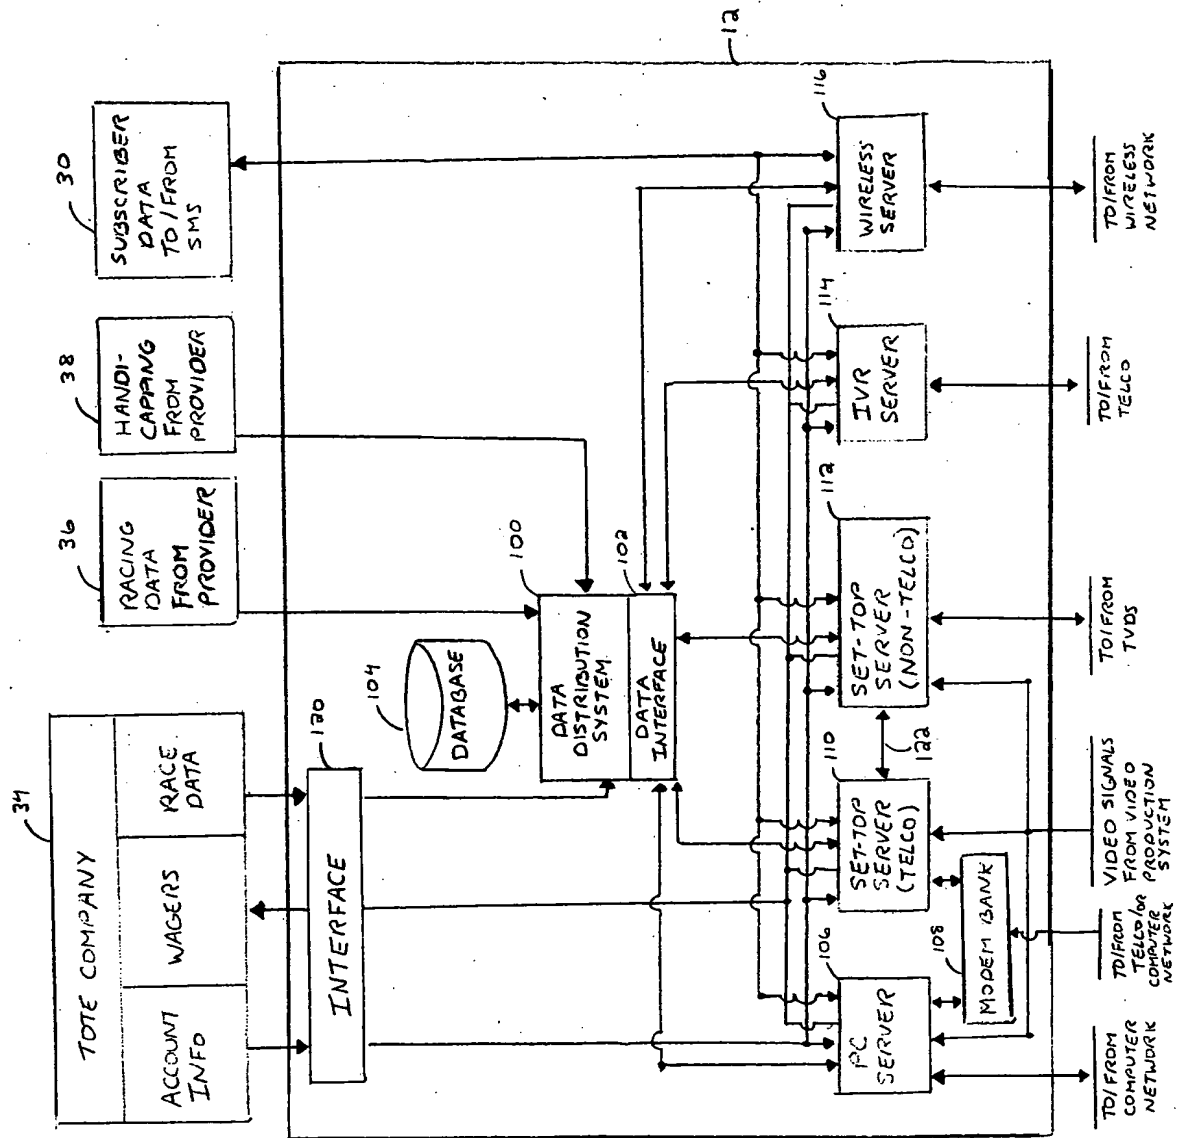 34
TOTE COMPANY
ACCOUNT
INFO
WAGERS
RACE
DATA
36
RACING
DATA
FROM
PROVIDER
38
HANDI-
CAPPING
FROM
PROVIDER
30
SUBSCRIBER
DATA
TO/FROM
SMS
12
INTERFACE
120
104
DATABASE
100
DATA
DISTRIBUTION
SYSTEM
102
DATA
INTERFACE
106
PC
SERVER
108
MODEM BANK
110
SET-TOP
SERVER
(TELCO)
122
112
SET-TOP
SERVER
(NON-TELCO)
114
IVR
SERVER
116
WIRELESS
SERVER
TO/FROM
COMPUTER
NETWORK
TO/FROM
TELCO/OR
COMPUTER
NETWORK
VIDEO SIGNALS
FROM VIDEO
PRODUCTION
SYSTEM
TO/FROM
TVDS
TO/FROM
TELCO
TO/FROM
WIRELESS
NETWORK